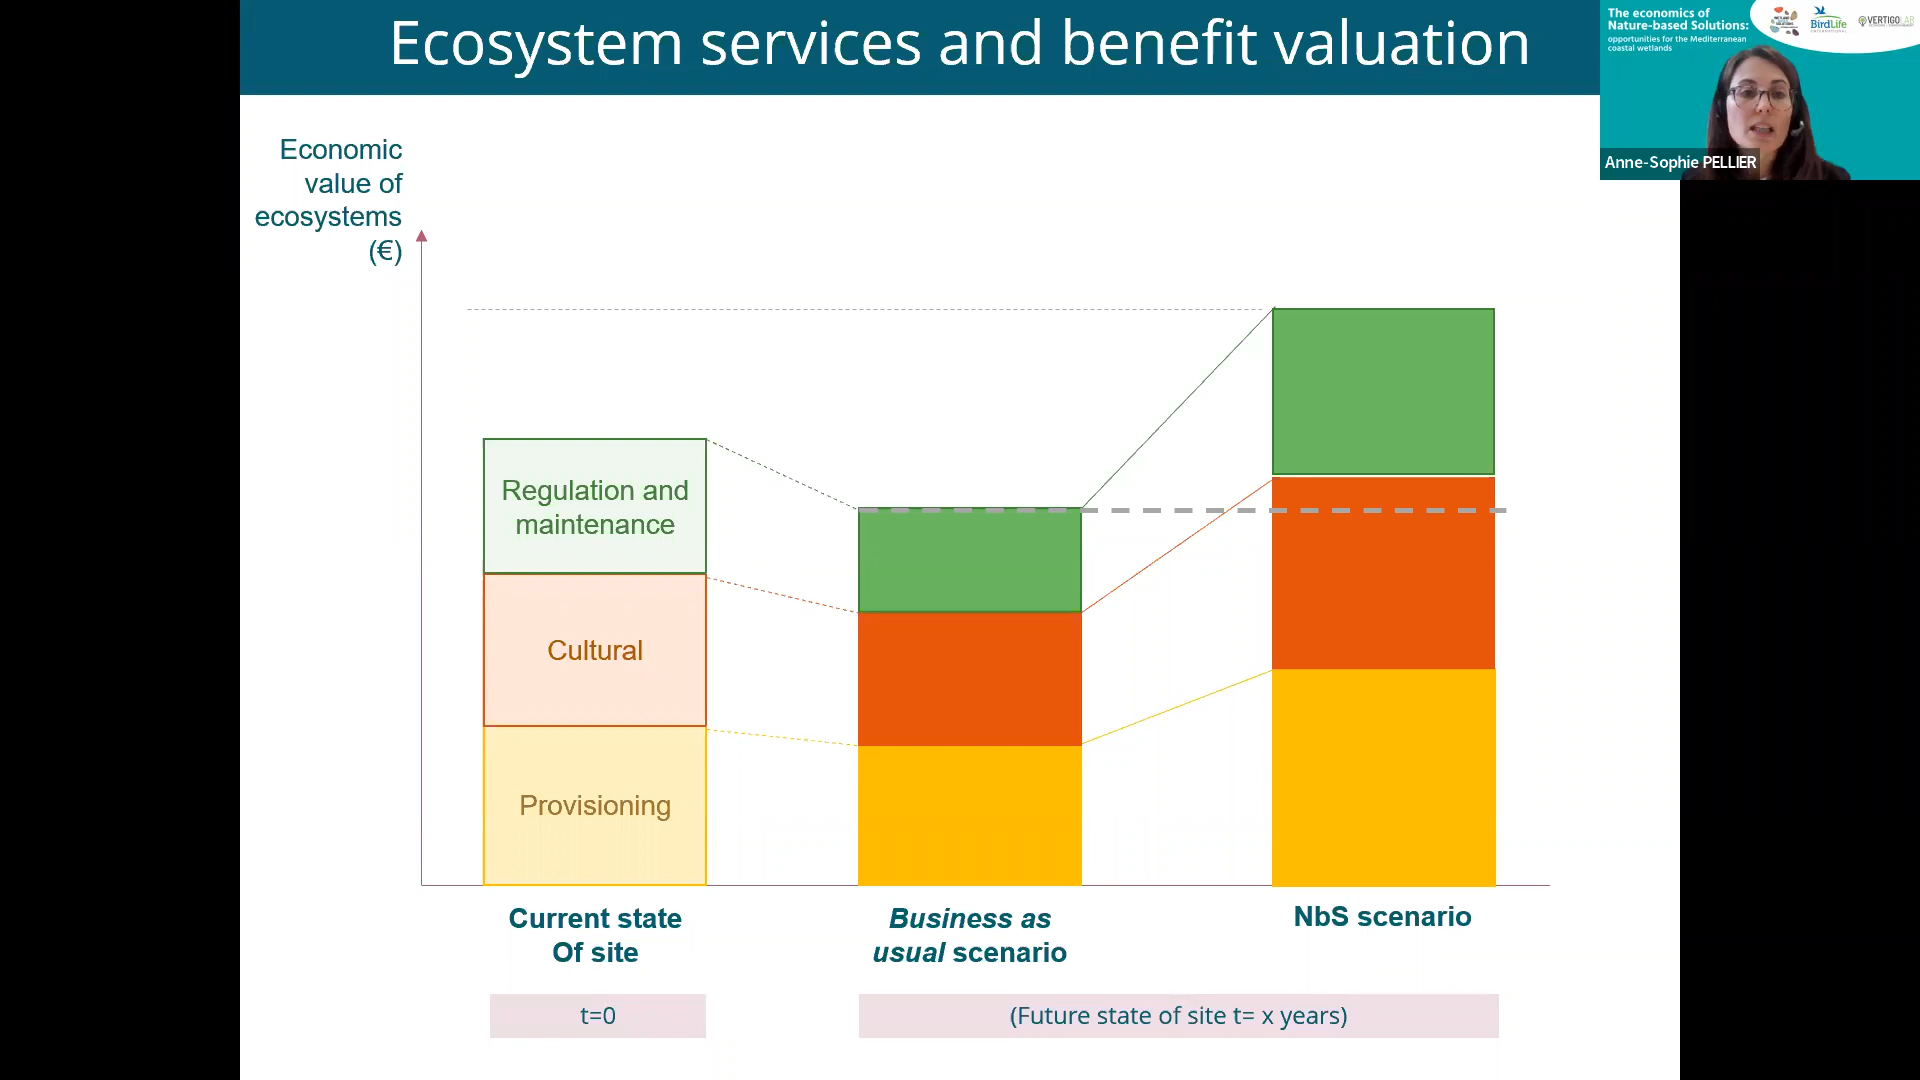 Ecosystem services and benefit valuation
The economics of
Nature-based Solutions:
opportunities for the Mediterranean
coastal wetlands
BirdLife
INTERNATIONAL
VERTIGOLAB
Anne-Sophie PELLIER
Economic
value of
ecosystems
(€)
Regulation and
maintenance
Cultural
Provisioning
Current state
Of site
Business as
usual scenario
NbS scenario
t=0
(Future state of site t= x years)